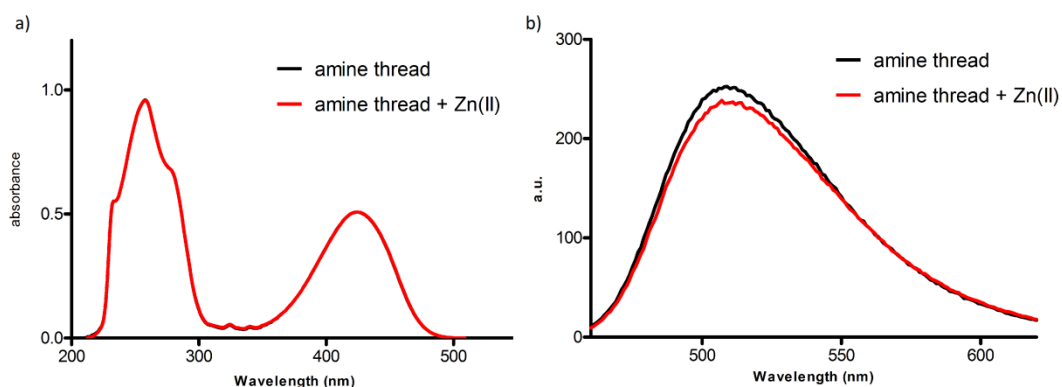 a)
amine thread
amine thread + Zn(II)
1.0
0.5
0.0
absorbance
200
300
400
500
Wavelength (nm)
b)
amine thread
amine thread + Zn(II)
300
200
100
0
a.u.
500
550
600
Wavelength (nm)